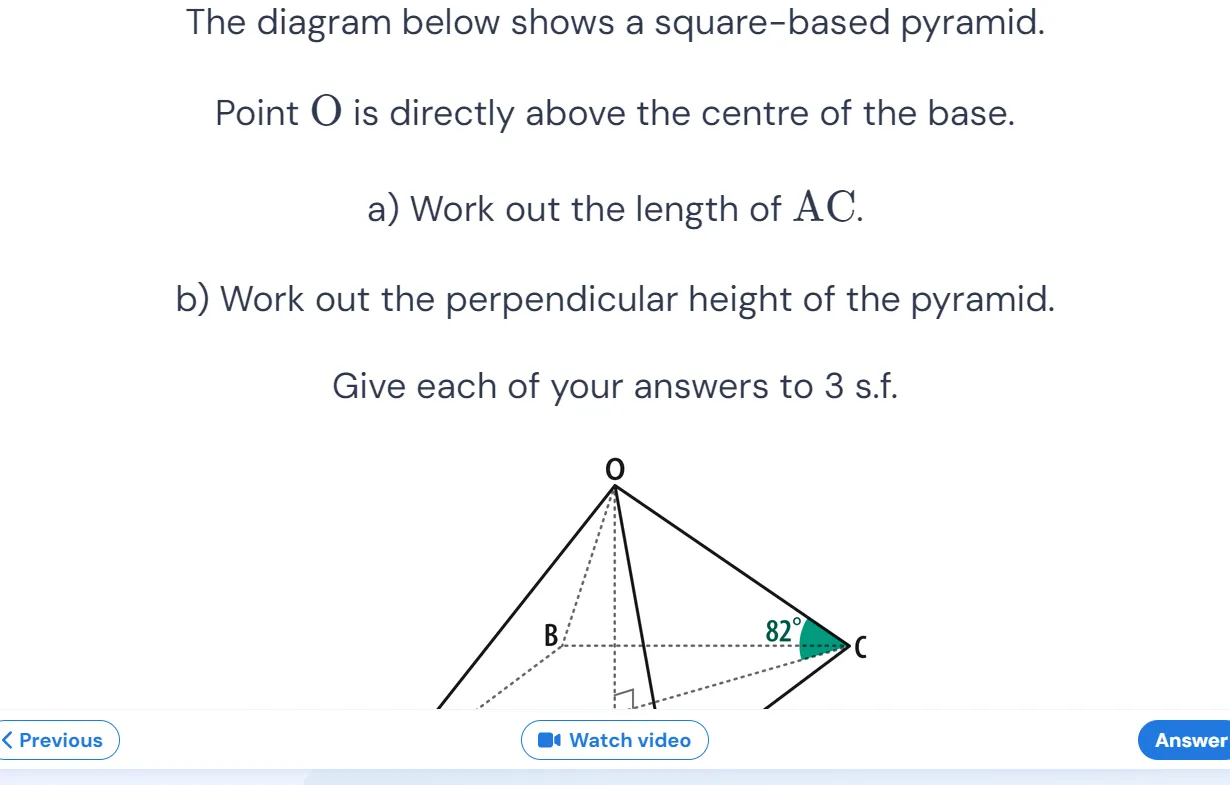 The diagram below shows a square-based pyramid.
Point O is directly above the centre of the base.
a) Work out the length of AC.
b) Work out the perpendicular height of the pyramid.
Give each of your answers to 3 s.f.
O
B
82°
C
Previous
Watch video
Answer